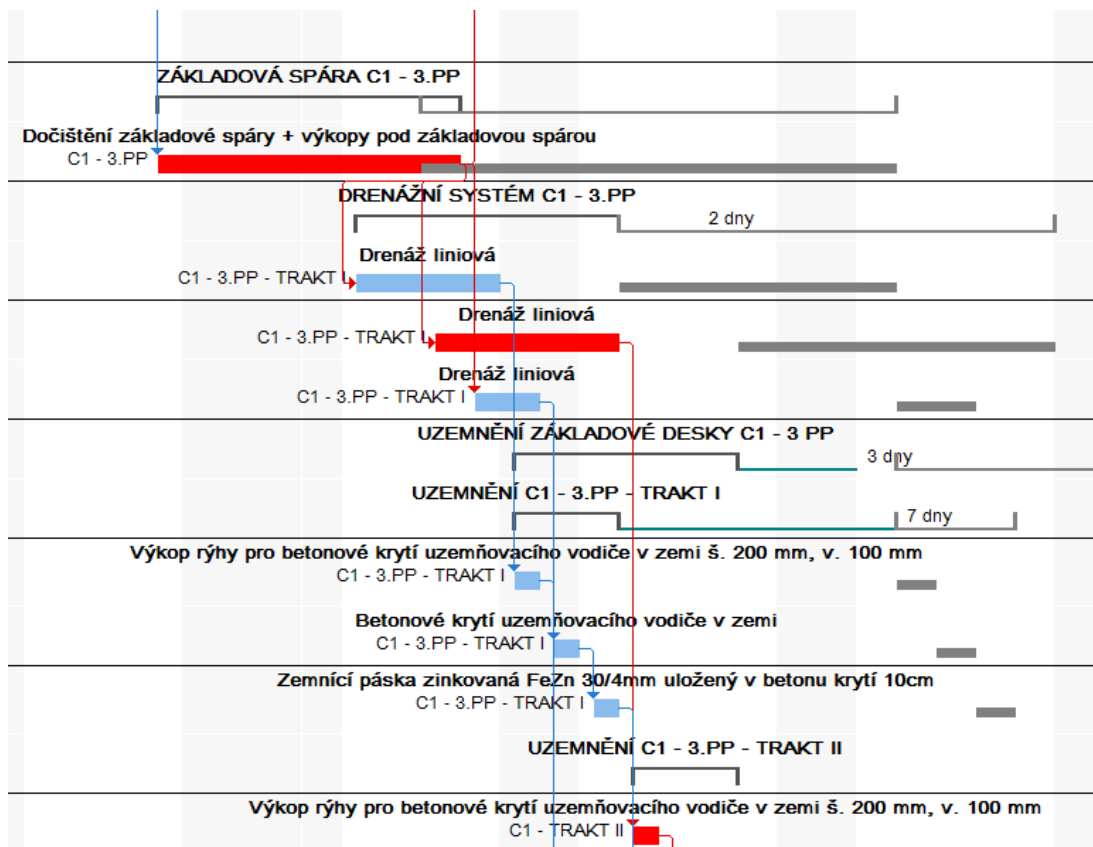 ZÁKLADOVÁ SPÁRA C1 - 3.PP
Dočištění základové spáry + výkopy pod základovou spárou
C1 - 3.PP
DRENÁŽNÍ SYSTÉM C1 - 3.PP
2 dny
Drenáž liniová
C1 - 3.PP - TRAKT I
Drenáž liniová
C1 - 3.PP - TRAKT I
Drenáž liniová
C1 - 3.PP - TRAKT I
UZEMNĚNÍ ZÁKLADOVÉ DESKY C1 - 3 PP
3 dny
UZEMNĚNÍ C1 - 3.PP - TRAKT I
7 dny
Výkop rýhy pro betonové krytí uzemňovacího vodiče v zemi š. 200 mm, v. 100 mm
C1 - 3.PP - TRAKT I
Betonové krytí uzemňovacího vodiče v zemi
C1 - 3.PP - TRAKT I
Zemnící páska zinkovaná FeZn 30/4mm uložený v betonu krytí 10cm
C1 - 3.PP - TRAKT I
UZEMNĚNÍ C1 - 3.PP - TRAKT II
Výkop rýhy pro betonové krytí uzemňovacího vodiče v zemi š. 200 mm, v. 100 mm
C1 - TRAKT II